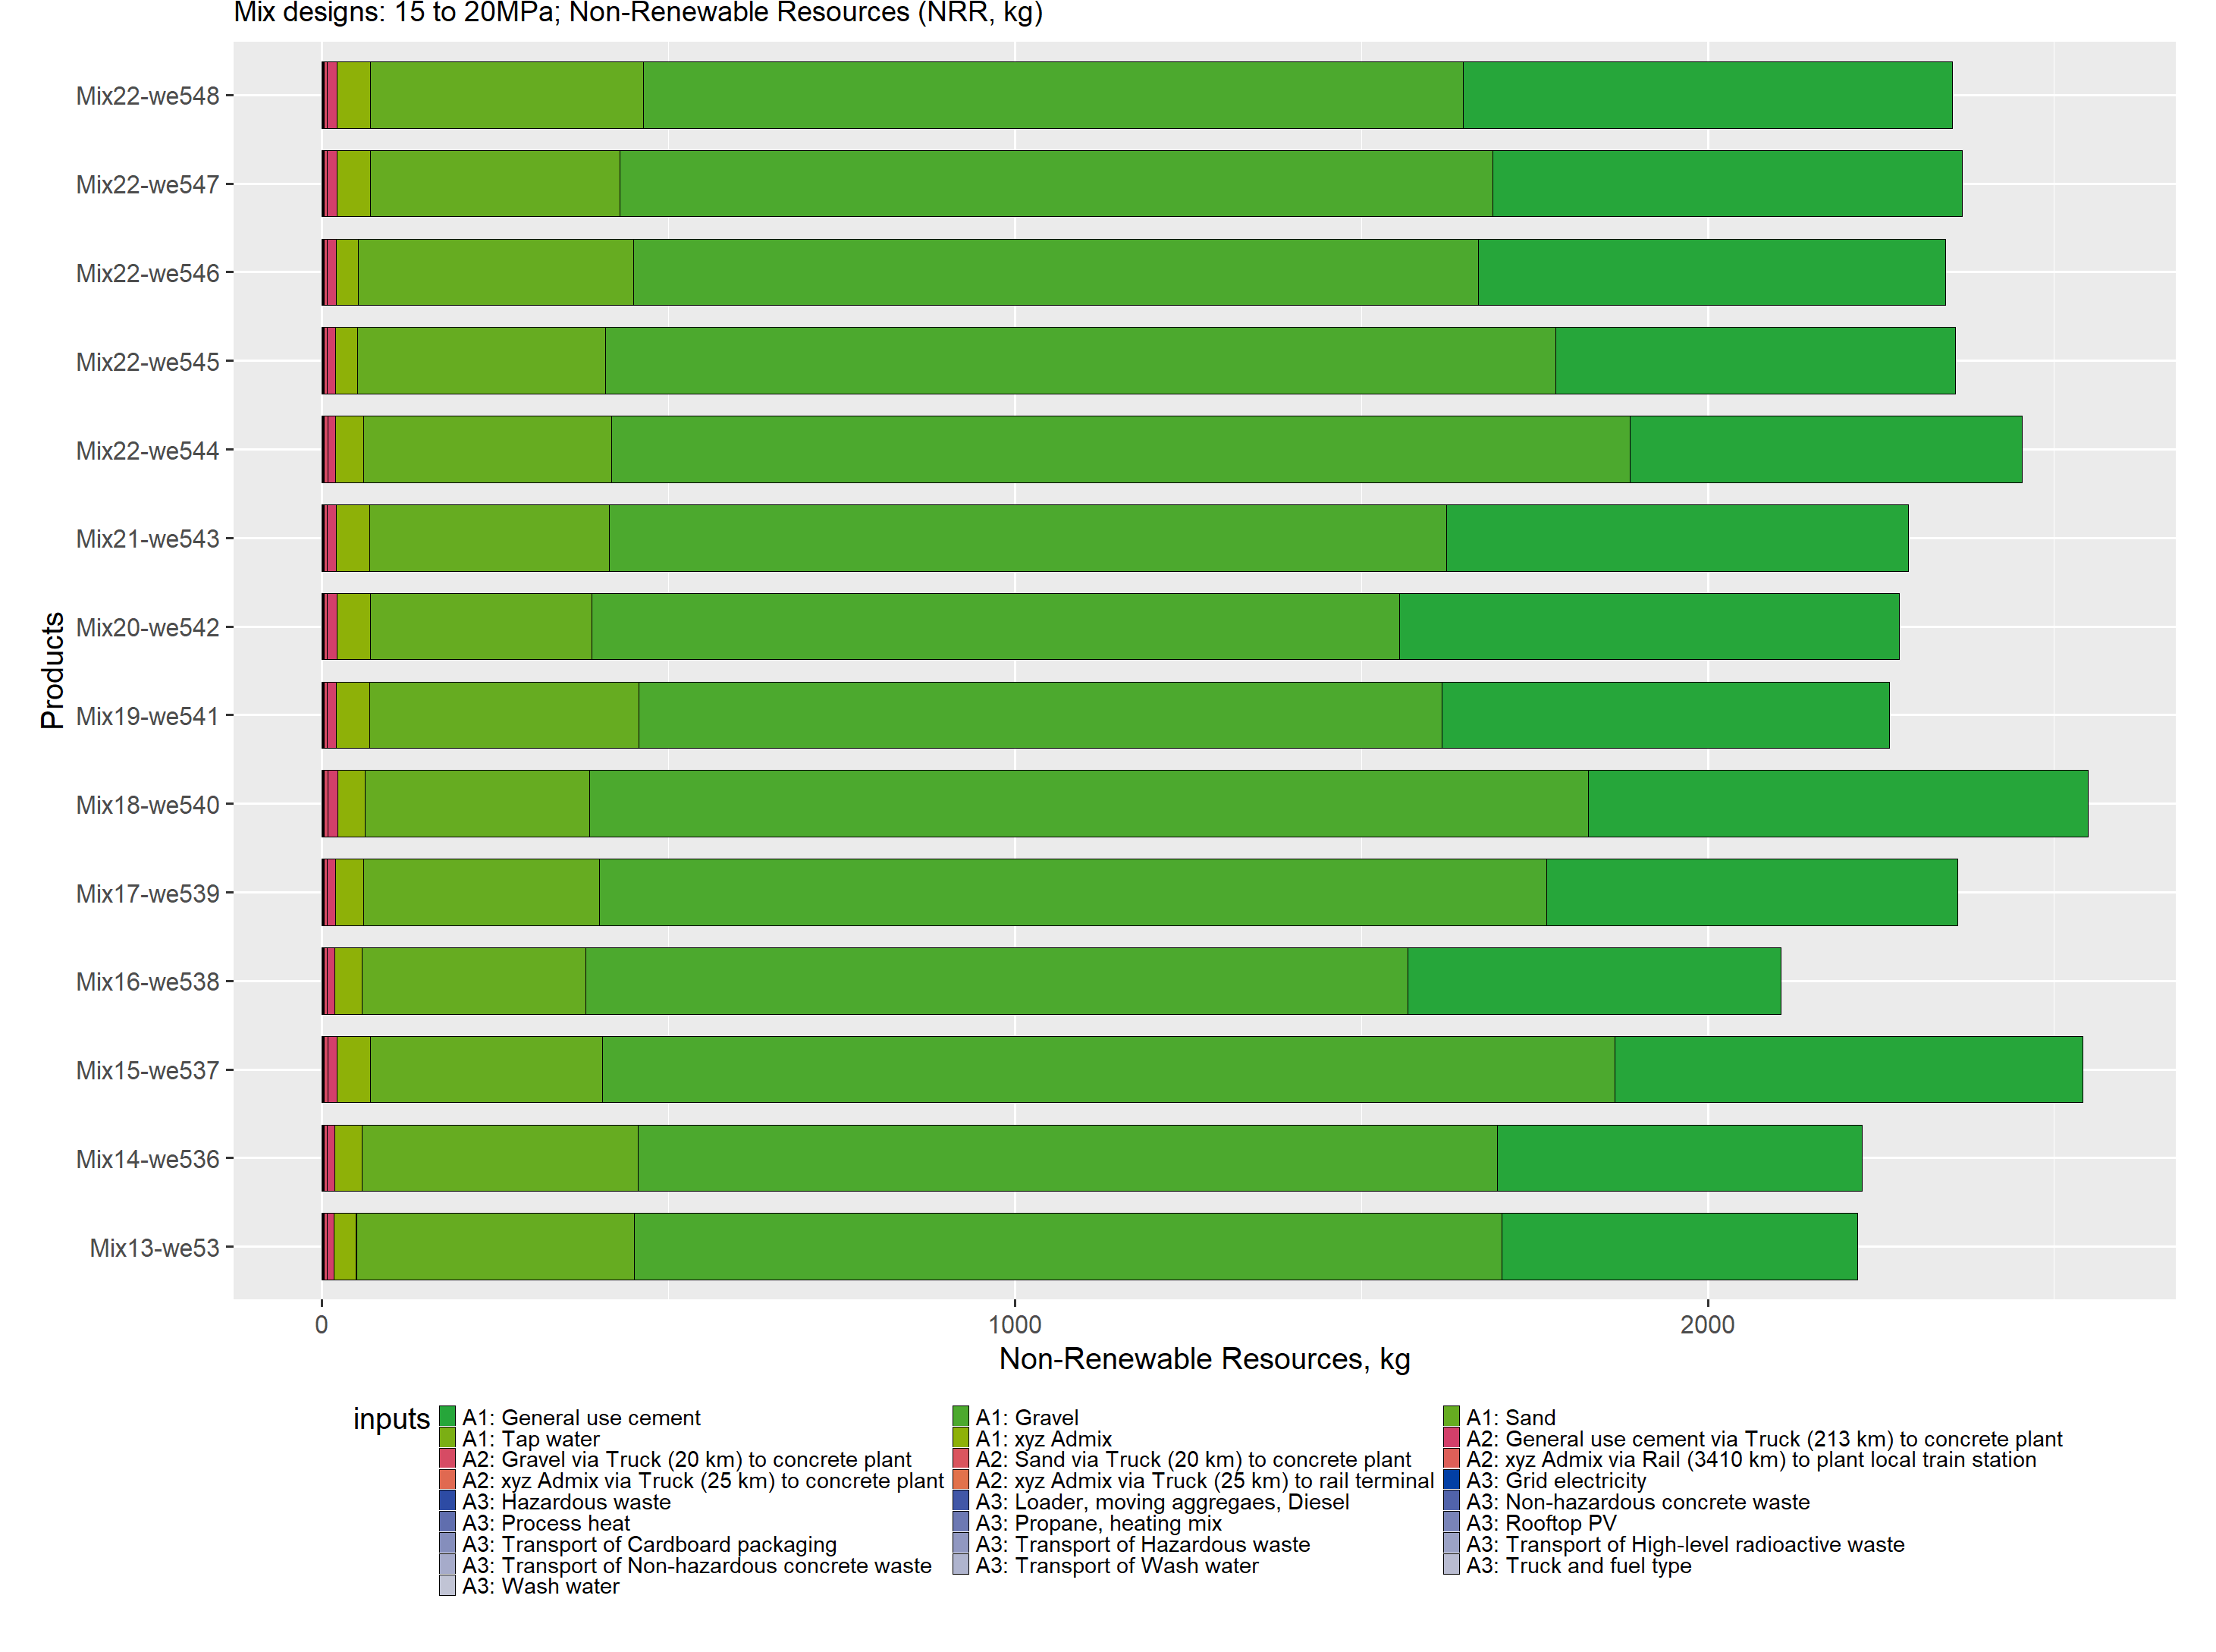 Mix designs: 15 to 20MPa; Non-Renewable Resources (NRR, kg)
Mix22-we548
Mix22-we547
Mix22-we546
Mix22-we545
Mix22-we544
Mix21-we543
Mix20-we542
Mix19-we541
Mix18-we540
Mix17-we539
Mix16-we538
Mix15-we537
Mix14-we536
Mix13-we53
Products
0 1000 2000
Non-Renewable Resources, kg
inputs
A1: General use cement A1: Gravel A1: Sand
A1: Tap water A1: xyz Admix A2: General use cement via Truck (213 km) to concrete plant
A2: Gravel via Truck (20 km) to concrete plant A2: Sand via Truck (20 km) to concrete plant A2: xyz Admix via Rail (3410 km) to plant local train station
A2: xyz Admix via Truck (25 km) to concrete plant A2: xyz Admix via Truck (25 km) to rail terminal A3: Grid electricity
A3: Hazardous waste A3: Loader, moving aggregaes, Diesel A3: Non-hazardous concrete waste
A3: Process heat A3: Propane, heating mix A3: Rooftop PV
A3: Transport of Cardboard packaging A3: Transport of Hazardous waste A3: Transport of High-level radioactive waste
A3: Transport of Non-hazardous concrete waste A3: Transport of Wash water A3: Truck and fuel type
A3: Wash water